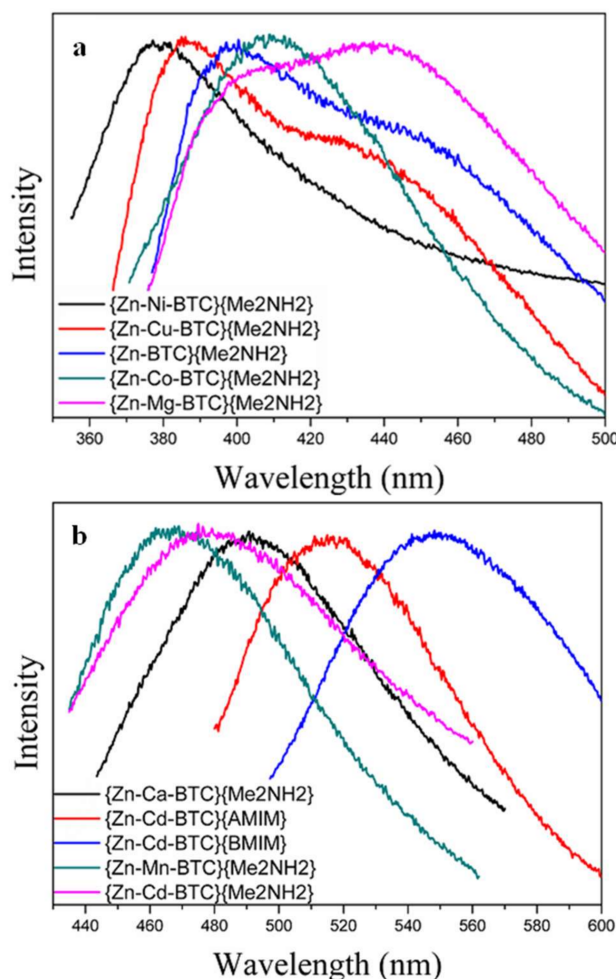 a
Intensity
{Zn-Ni-BTC}{Me2NH2}
{Zn-Cu-BTC}{Me2NH2}
{Zn-BTC}{Me2NH2}
{Zn-Co-BTC}{Me2NH2}
{Zn-Mg-BTC}{Me2NH2}
360 380 400 420 440 460 480 500
Wavelength (nm)
b
Intensity
{Zn-Ca-BTC}{Me2NH2}
{Zn-Cd-BTC}{AMIM}
{Zn-Cd-BTC}{BMIM}
{Zn-Mn-BTC}{Me2NH2}
{Zn-Cd-BTC}{Me2NH2}
440 460 480 500 520 540 560 580 600
Wavelength (nm)